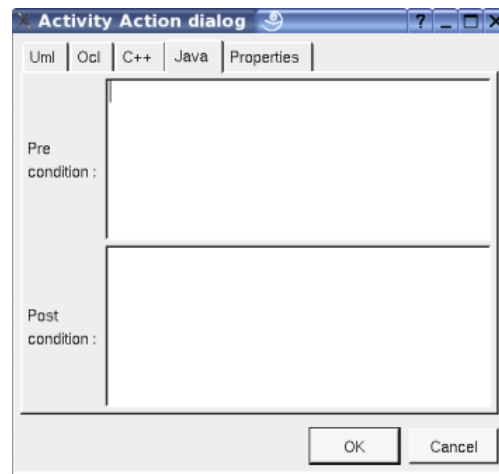 Activity Action dialog
Uml Ocl C++ Java Properties
Pre
condition :
Post
condition :
OK Cancel